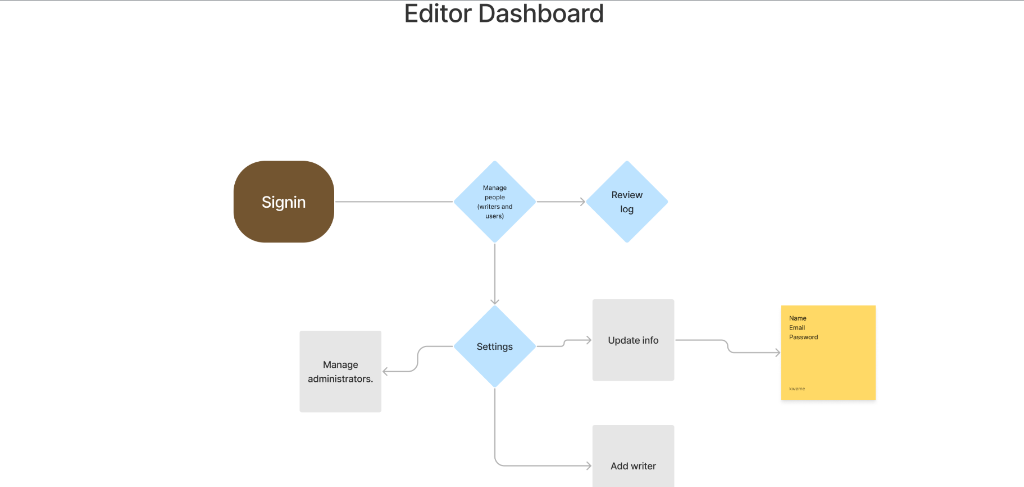 Editor Dashboard
Signin
Manage
people
(writers and
users)
Review
log
Settings
Manage
administrators.
Update info
Name
Email
Password
Add writer